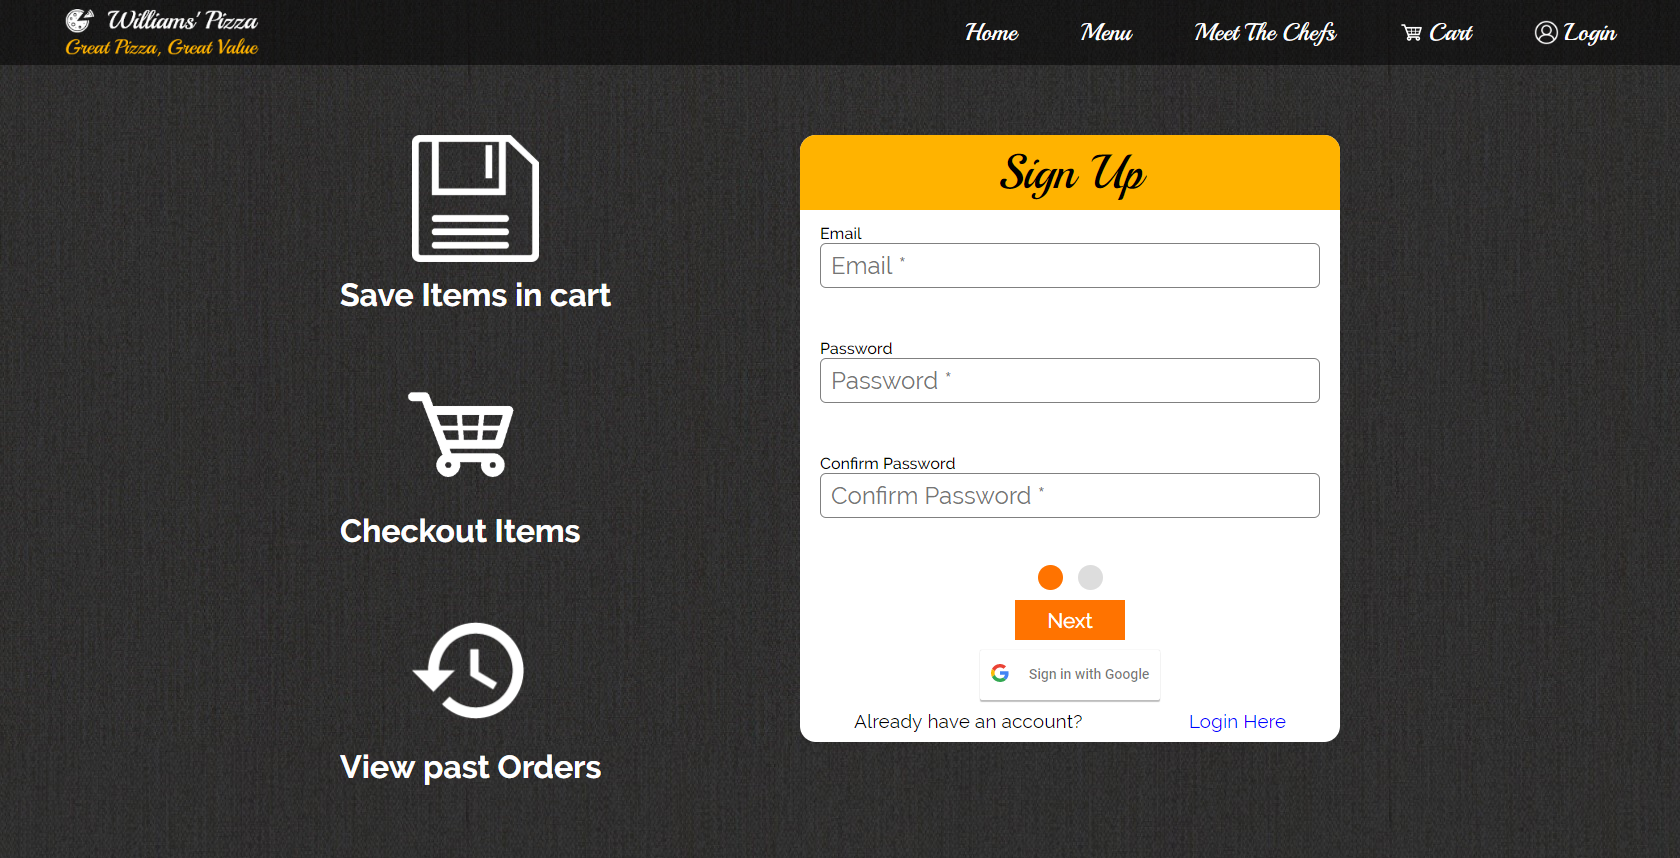 Williams' Pizza
Great Pizza, Great Value
Home
Menu
Meet The Chefs
Cart
Login
Save Items in cart
Checkout Items
View past Orders
Sign Up
Email
Email *
Password
Password *
Confirm Password
Confirm Password *
Next
Sign in with Google
Already have an account?
Login Here